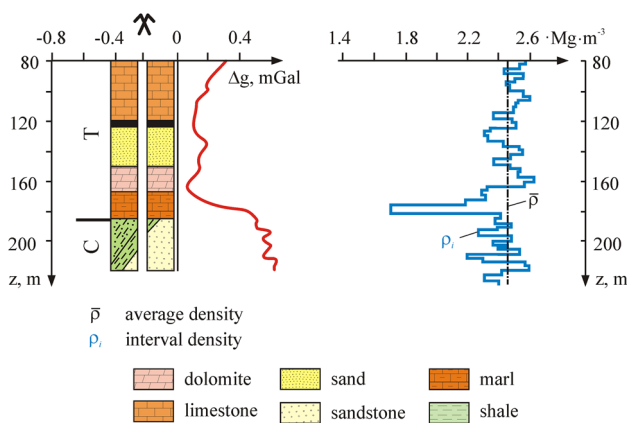 -0.8 -0.4 0 0.4 1.4 1.8 2.2 2.6 ·Mg·m⁻³
80 Δg, mGal 80
120 T 120
160 160
ρ̄
200 C ρᵢ 200
z, m z, m
ρ̄ average density
ρᵢ interval density
dolomite sand marl
limestone sandstone shale